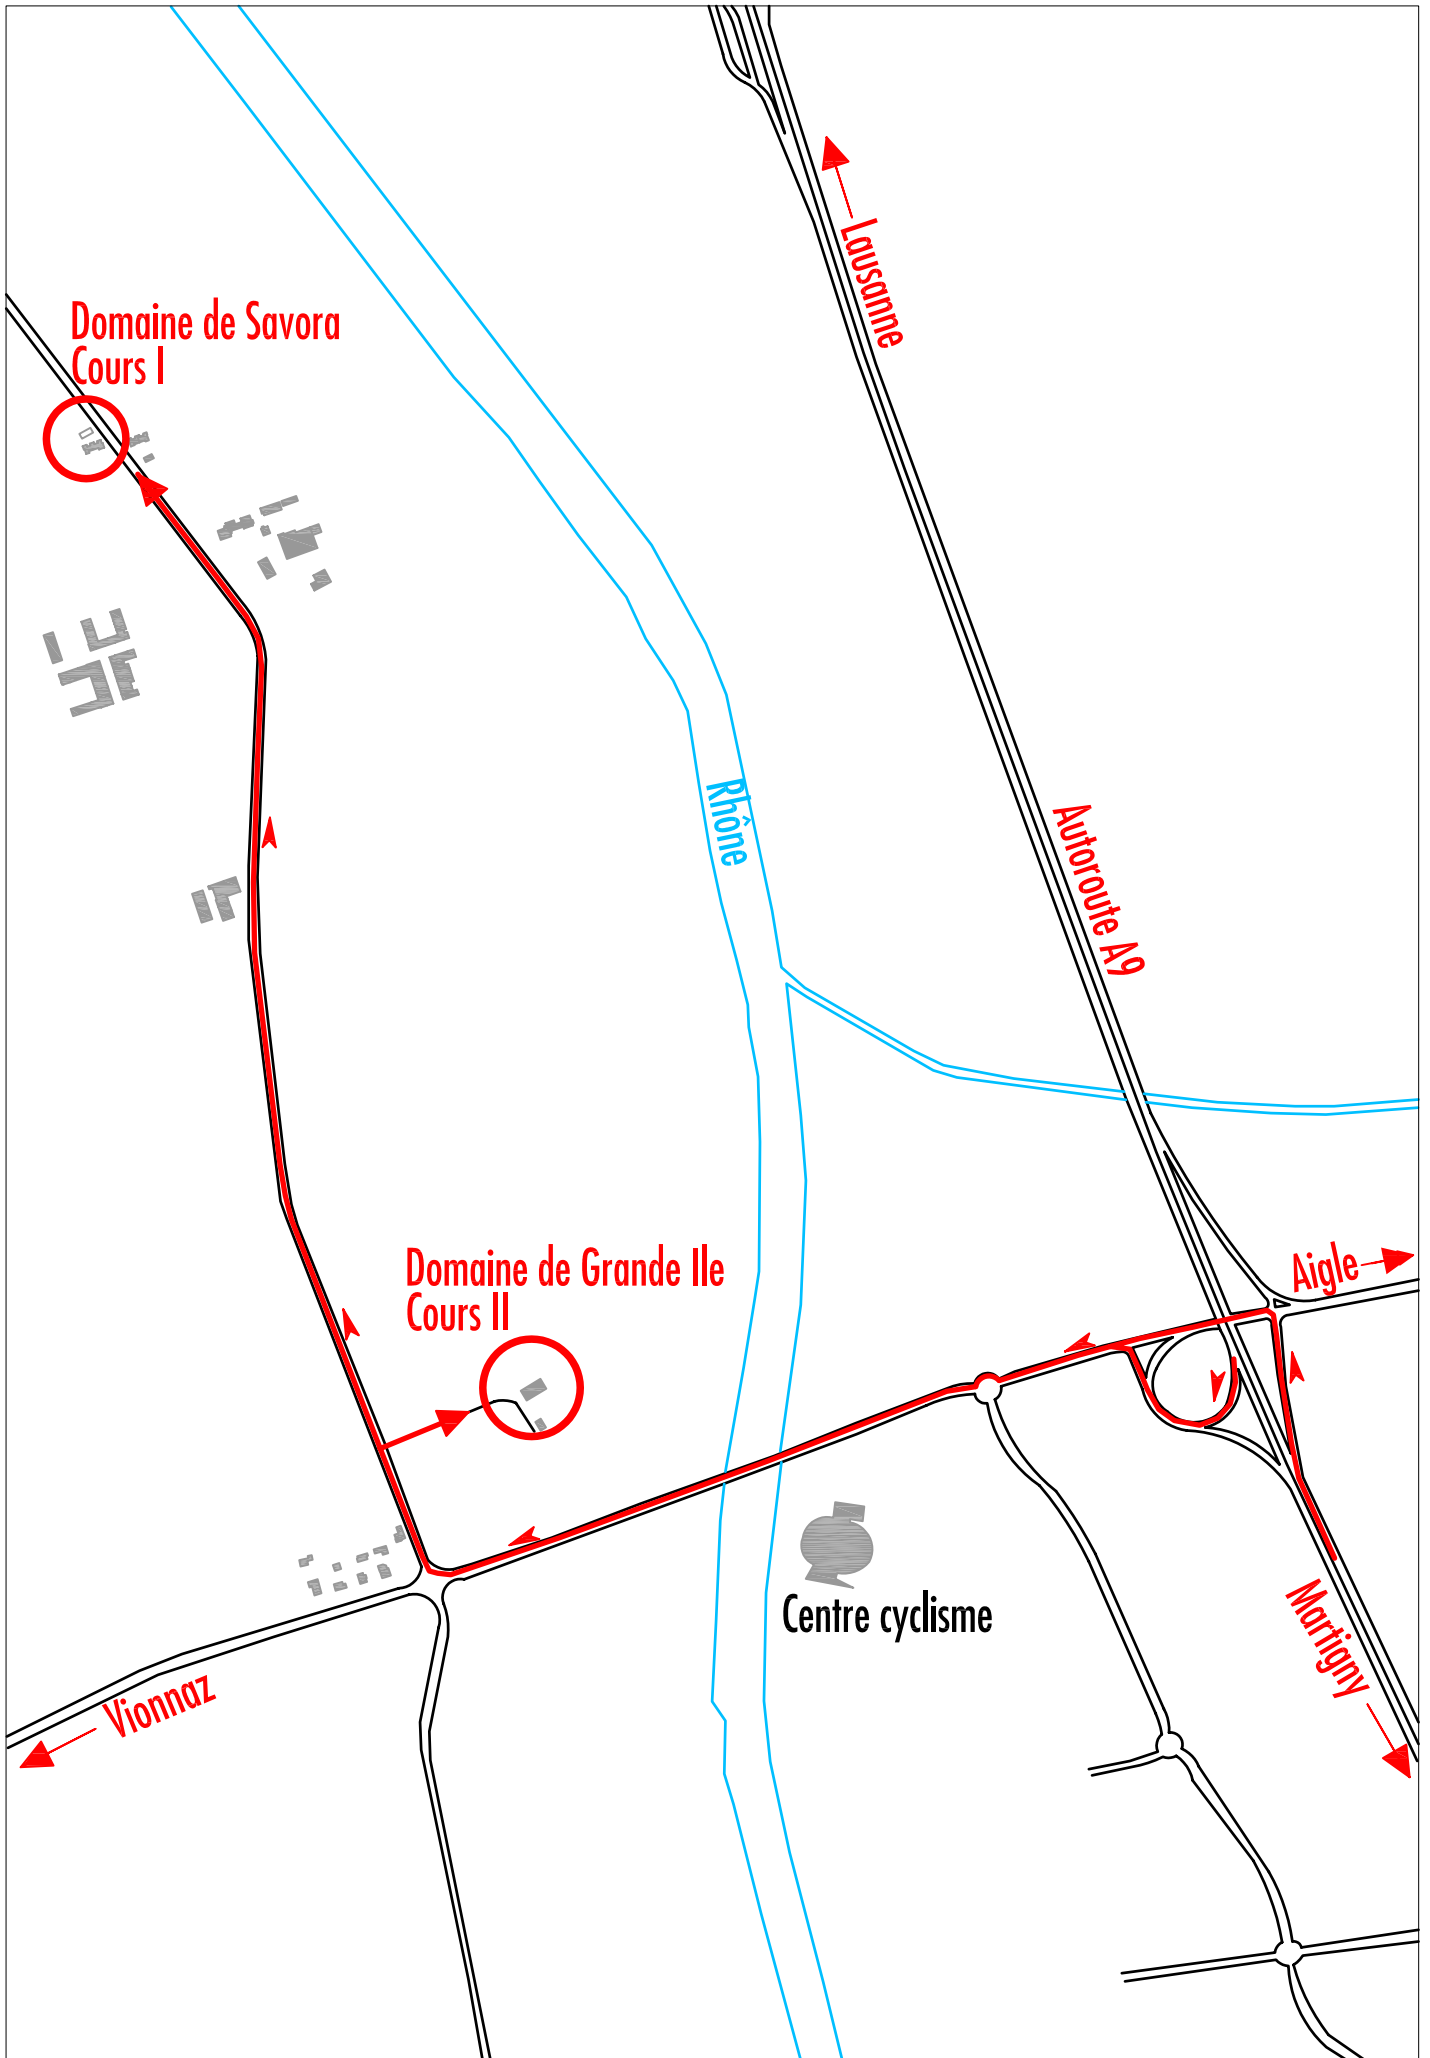 Lausanne
Domaine de Savora
Cours I
Rhône
Autoroute A9
Domaine de Grande Ile
Cours II
Aigle
Centre cyclisme
Martigny
Vionnaz